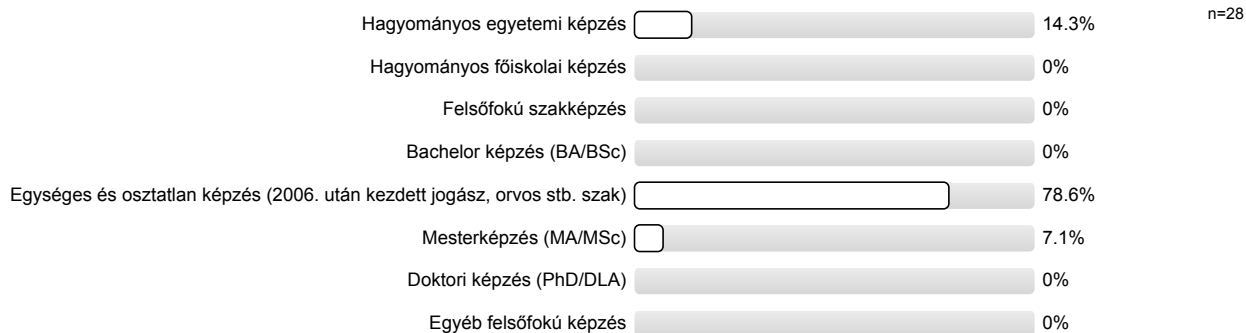 Hagyományos egyetemi képzés 14.3% n=28
Hagyományos főiskolai képzés 0%
Felsőfokú szakképzés 0%
Bachelor képzés (BA/BSc) 0%
Egységes és osztatlan képzés (2006. után kezdett jogász, orvos stb. szak) 78.6%
Mesterképzés (MA/MSc) 7.1%
Doktori képzés (PhD/DLA) 0%
Egyéb felsőfokú képzés 0%